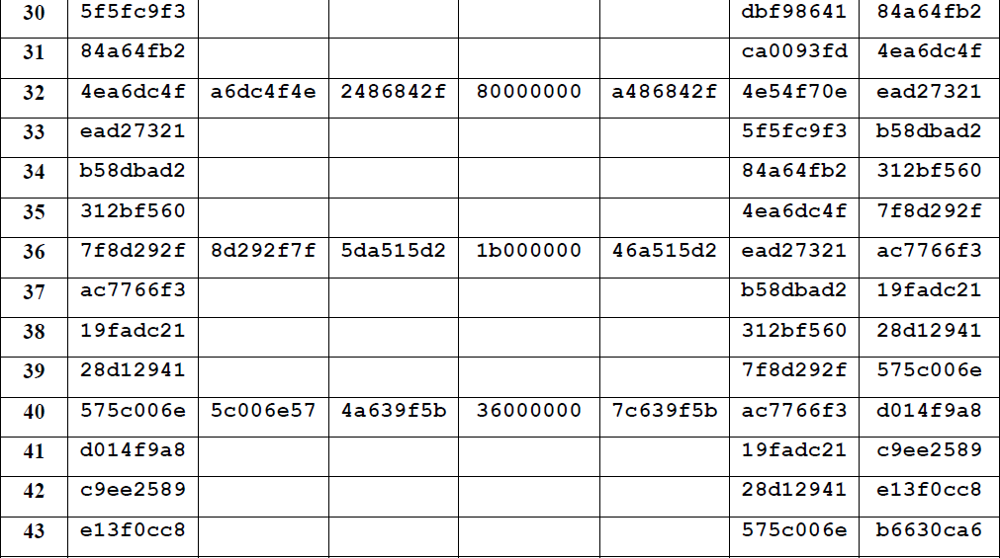 30 5f5fc9f3 dbf98641 84a64fb2
31 84a64fb2 ca0093fd 4ea6dc4f
32 4ea6dc4f a6dc4f4e 2486842f 80000000 a486842f 4e54f70e ead27321
33 ead27321 5f5fc9f3 b58dbad2
34 b58dbad2 84a64fb2 312bf560
35 312bf560 4ea6dc4f 7f8d292f
36 7f8d292f 8d292f7f 5da515d2 1b000000 46a515d2 ead27321 ac7766f3
37 ac7766f3 b58dbad2 19fadc21
38 19fadc21 312bf560 28d12941
39 28d12941 7f8d292f 575c006e
40 575c006e 5c006e57 4a639f5b 36000000 7c639f5b ac7766f3 d014f9a8
41 d014f9a8 19fadc21 c9ee2589
42 c9ee2589 28d12941 e13f0cc8
43 e13f0cc8 575c006e b6630ca6